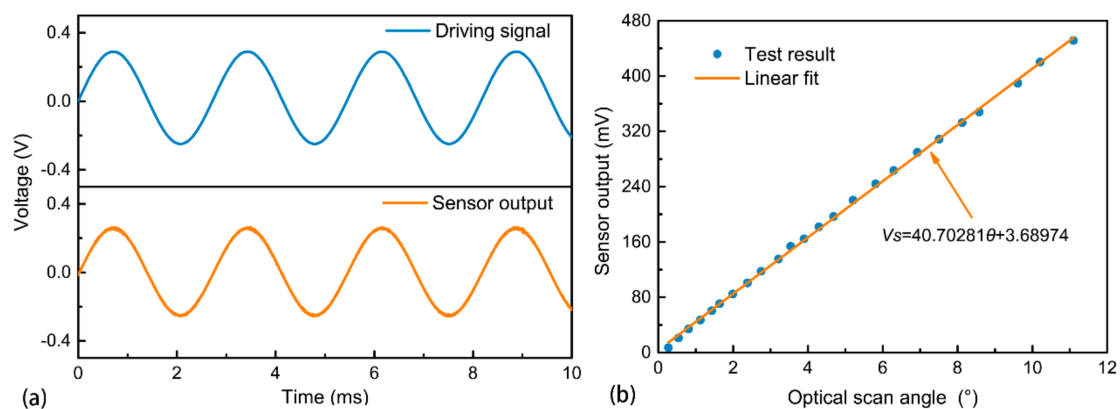 0.4
0.0
-0.4
0.4
0.0
-0.4
Voltage (V)
Driving signal
Sensor output
0 2 4 6 8 10
Time (ms)
(a)
480
400
320
240
160
80
0
Sensor output (mV)
Test result
Linear fit
Vs=40.70281θ+3.68974
0 2 4 6 8 10 12
Optical scan angle (°)
(b)